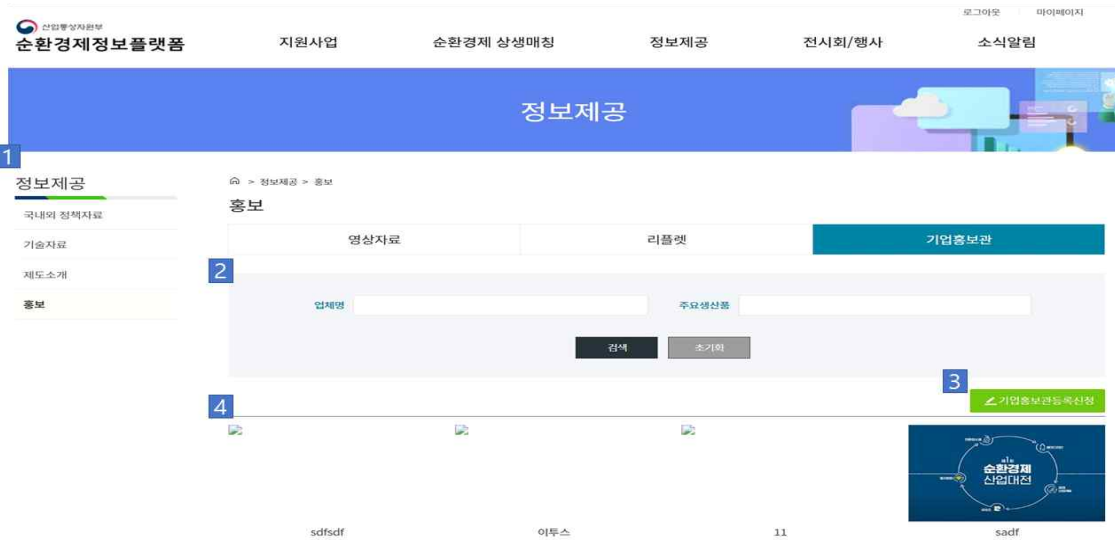 로그아웃 마이페이지
산업통상자원부
순환경제정보플랫폼 지원사업 순환경제 상생매칭 정보제공 전시회/행사 소식알림
정보제공
1
정보제공
국내외 정책자료
기술자료
제도소개
홍보
> 정보제공 > 홍보
홍보
영상자료 리플렛 기업홍보관
2
업체명 주요생산품
검색 초기화
3
기업홍보관등록신청
4
제1회
순환경제
산업대전
sdfsdf 이투스 11 sadf